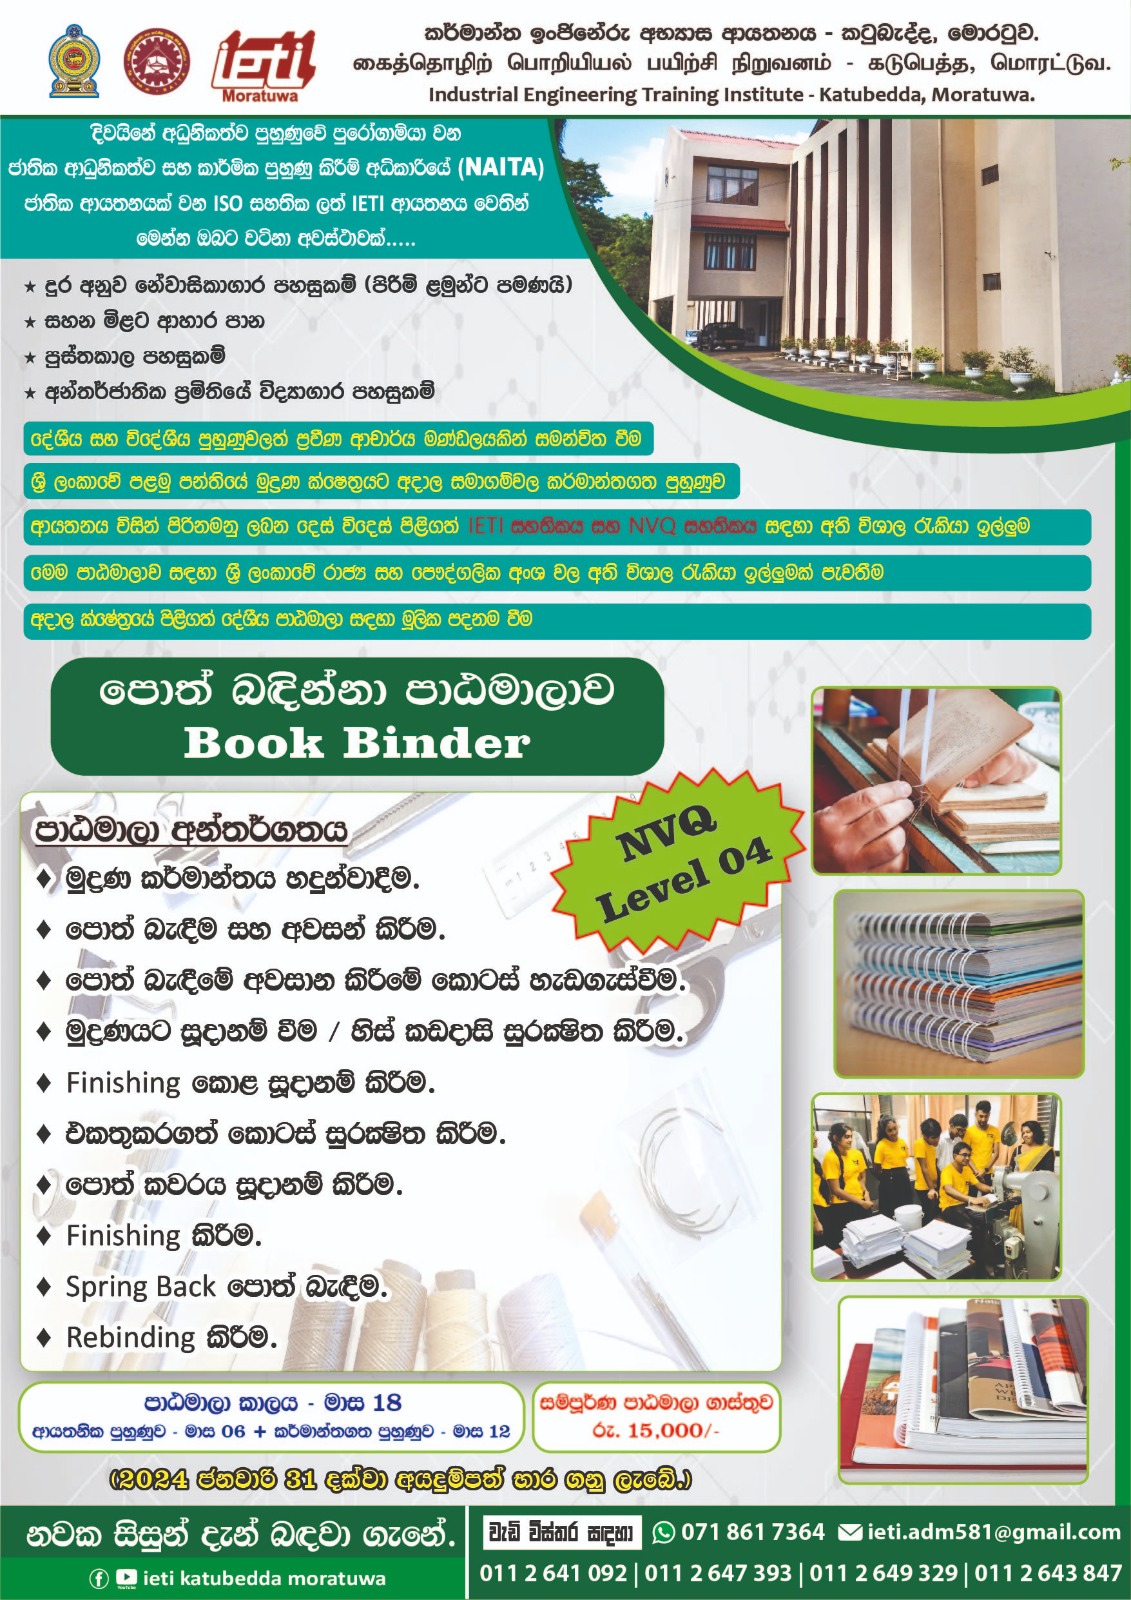 ieti
Moratuwa
කර්මාන්ත ඉංජිනේරු අභ්‍යාස ආයතනය - කටුබැද්ද, මොරටුව.
கைத்தொழிற் பொறியியல் பயிற்சி நிறுவனம் - கடுபெத்த, மொரட்டுவ.
Industrial Engineering Training Institute - Katubedda, Moratuwa.
දිවයිනේ අධුනිකත්ව පුහුණුවේ පුරෝගාමියා වන
ජාතික ආධුනිකත්ව සහ කාර්මික පුහුණු කිරීම් අධිකාරියේ (NAITA)
ජාතික ආයතනයක් වන ISO සහතික ලත් IETI ආයතනය වෙතින්
මෙන්න ඔබට වටිනා අවස්ථාවක්.....
★ දුර අනුව නේවාසිකාගාර පහසුකම් (පිරිමි ළමුන්ට පමණයි)
★ සහන මිළට ආහාර පාන
★ පුස්තකාල පහසුකම්
★ අන්තර්ජාතික ප්‍රමිතියේ විද්‍යාගාර පහසුකම්
දේශීය සහ විදේශීය පුහුණුවලත් ප්‍රවීණ ආචාර්ය මණ්ඩලයකින් සමන්විත වීම
ශ්‍රී ලංකාවේ පළමු පන්තියේ මුද්‍රණ ක්ෂෙත්‍රයට අදාල සමාගම්වල කර්මාන්තගත පුහුණුව
ආයතනය විසින් පිරිනමනු ලබන දෙස් විදෙස් පිළිගත් IETI සහතිකය සහ NVQ සහතිකය සඳහා අති විශාල රැකියා ඉල්ලුම
මෙම පාඨමාලාව සඳහා ශ්‍රී ලංකාවේ රාජ්‍ය සහ පෞද්ගලික අංශ වල අති විශාල රැකියා ඉල්ලුමක් පැවතීම
අදාල ක්ෂේත්‍රයේ පිළිගත් දේශීය පාඨමාලා සඳහා මූලික පදනම වීම
පොත් බඳින්නා පාඨමාලාව
Book Binder
NVQ
Level 04
පාඨමාලා අන්තර්ගතය
♦ මුද්‍රණ කර්මාන්තය හදුන්වාදීම.
♦ පොත් බැඳීම සහ අවසන් කිරීම.
♦ පොත් බැඳීමේ අවසාන කිරීමේ කොටස් හැඩගැස්වීම.
♦ මුද්‍රණයට සූදානම් වීම / හිස් කඩදාසි සුරක්‍ෂිත කිරීම.
♦ Finishing කොළ සූදානම් කිරීම.
♦ එකතුකරගත් කොටස් සුරක්‍ෂිත කිරීම.
♦ පොත් කවරය සූදානම් කිරීම.
♦ Finishing කිරීම.
♦ Spring Back පොත් බැඳීම.
♦ Rebinding කිරීම.
පාඨමාලා කාලය - මාස 18
ආයතනික පුහුණුව - මාස 06 + කර්මාන්තගත පුහුණුව - මාස 12
සම්පූර්ණ පාඨමාලා ගාස්තුව
රු. 15,000/-
(2024 ජනවාරි 31 දක්වා අයදුම්පත් භාර ගනු ලැබේ.)
නවක සිසුන් දැන් බඳවා ගැනේ.
ieti katubedda moratuwa
වැඩි විස්තර සඳහා 071 861 7364 ieti.adm581@gmail.com
011 2 641 092 | 011 2 647 393 | 011 2 649 329 | 011 2 643 847